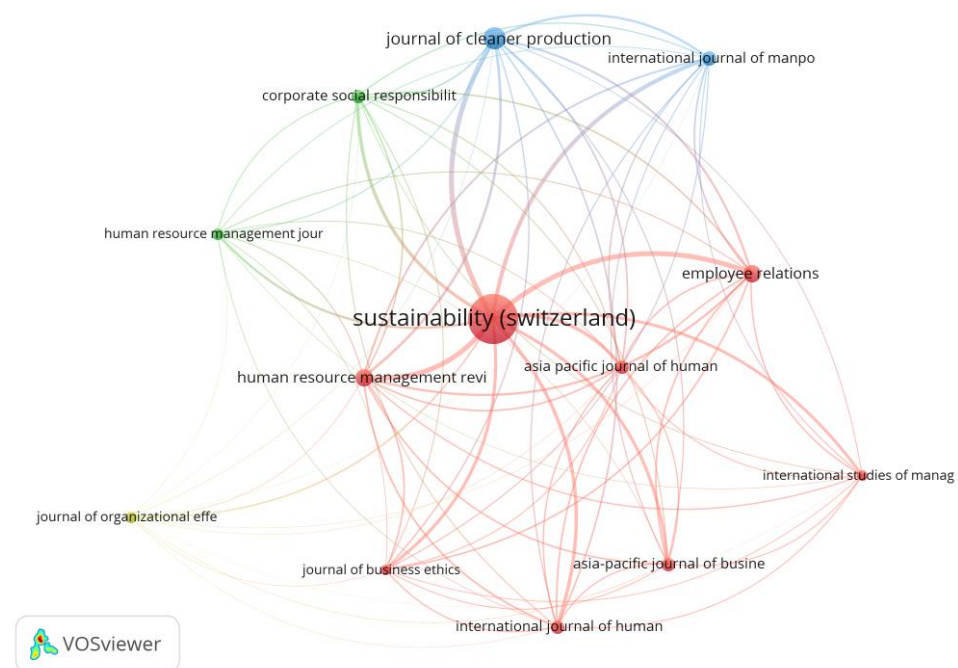 journal of cleaner production
international journal of manpo
corporate social responsibilit
human resource management jour
employee relations
sustainability (switzerland)
asia pacific journal of human
human resource management revi
international studies of manag
journal of organizational effe
asia-pacific journal of busine
journal of business ethics
international journal of human
VOSviewer